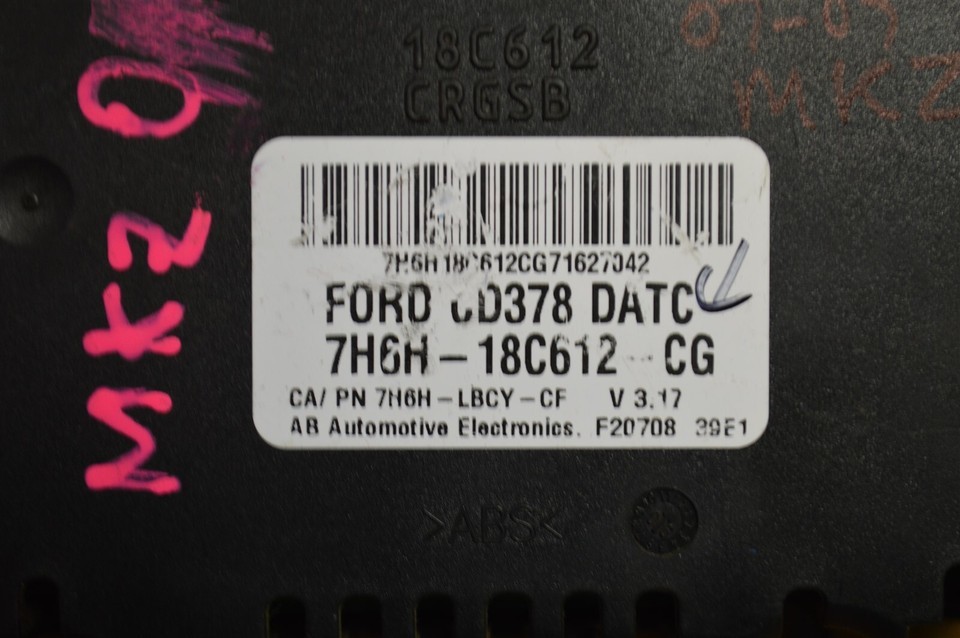 18C612
CRGSB
07-09
MKZ
MKZ 0
7H6H18C612CG71627042
FORD CD378 DATC
7H6H-18C612-CG
CA/ PN 7H6H-LBCY-CF V 3.17
AB Automotive Electronics. F20708 39E1
>ABS<